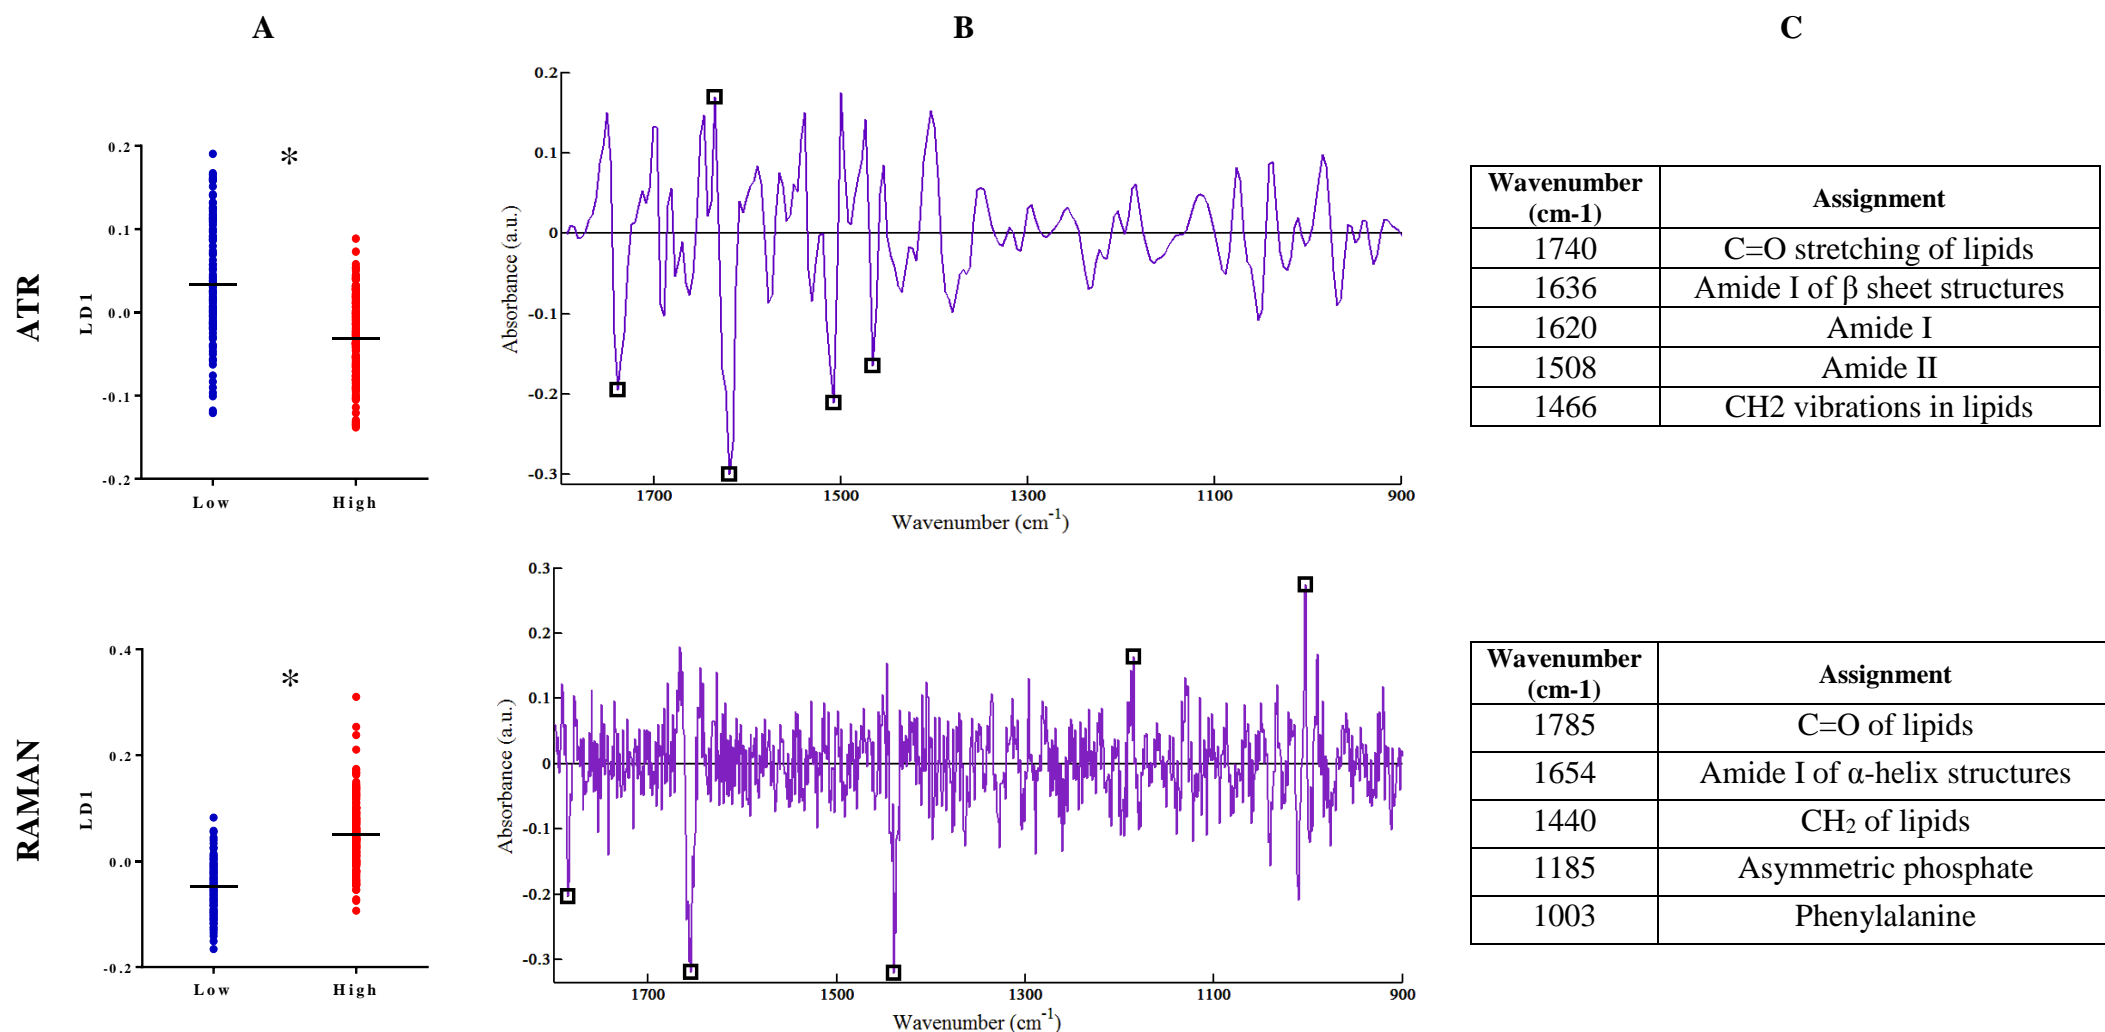 A
B
C
ATR
LD1
0.2
0.1
0.0
-0.1
-0.2
Low
High
*
Absorbance (a.u.)
0.2
0.1
0
-0.1
-0.2
-0.3
1700
1500
1300
1100
900
Wavenumber (cm-1)
Wavenumber (cm-1)
Assignment
1740
C=O stretching of lipids
1636
Amide I of β sheet structures
1620
Amide I
1508
Amide II
1466
CH2 vibrations in lipids
RAMAN
LD1
0.4
0.2
0.0
-0.2
Low
High
*
Absorbance (a.u.)
0.3
0.2
0.1
0
-0.1
-0.2
-0.3
1700
1500
1300
1100
900
Wavenumber (cm-1)
Wavenumber (cm-1)
Assignment
1785
C=O of lipids
1654
Amide I of α-helix structures
1440
CH₂ of lipids
1185
Asymmetric phosphate
1003
Phenylalanine